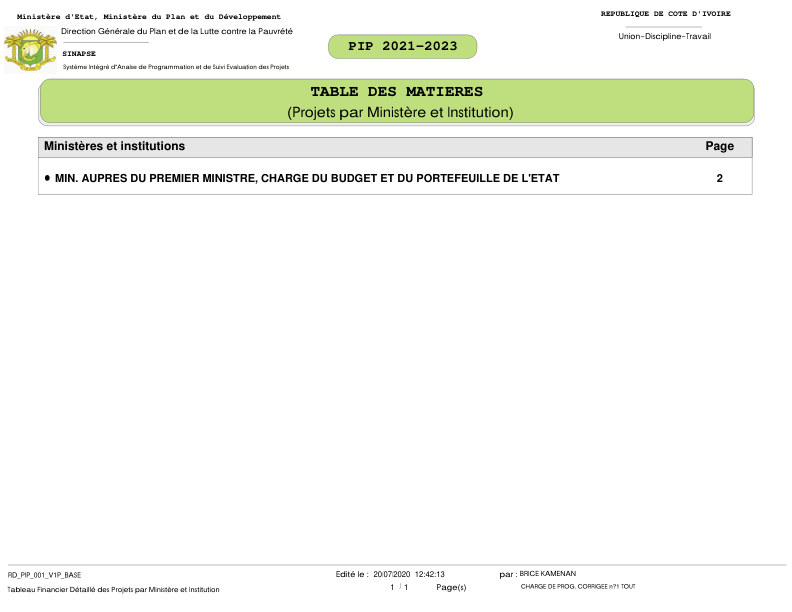 Ministère d'Etat, Ministère du Plan et du Développement
REPUBLIQUE DE COTE D'IVOIRE
Direction Générale du Plan et de la Lutte contre la Pauvrété
Union-Discipline-Travail
PIP 2021-2023
SINAPSE
Système Intégré d"Analse de Programmation et de Suivi Evaluation des Projets
TABLE DES MATIERES
(Projets par Ministère et Institution)
Ministères et institutions Page
• MIN. AUPRES DU PREMIER MINISTRE, CHARGE DU BUDGET ET DU PORTEFEUILLE DE L'ETAT 2
RD_PIP_001_V1P_BASE Edité le : 20/07/2020 12:42:13 par : BRICE KAMENAN
Tableau Financier Détaillé des Projets par Ministère et Institution 1 / 1 Page(s) CHARGE DE PROG. CORRIGEE n?1 TOUT